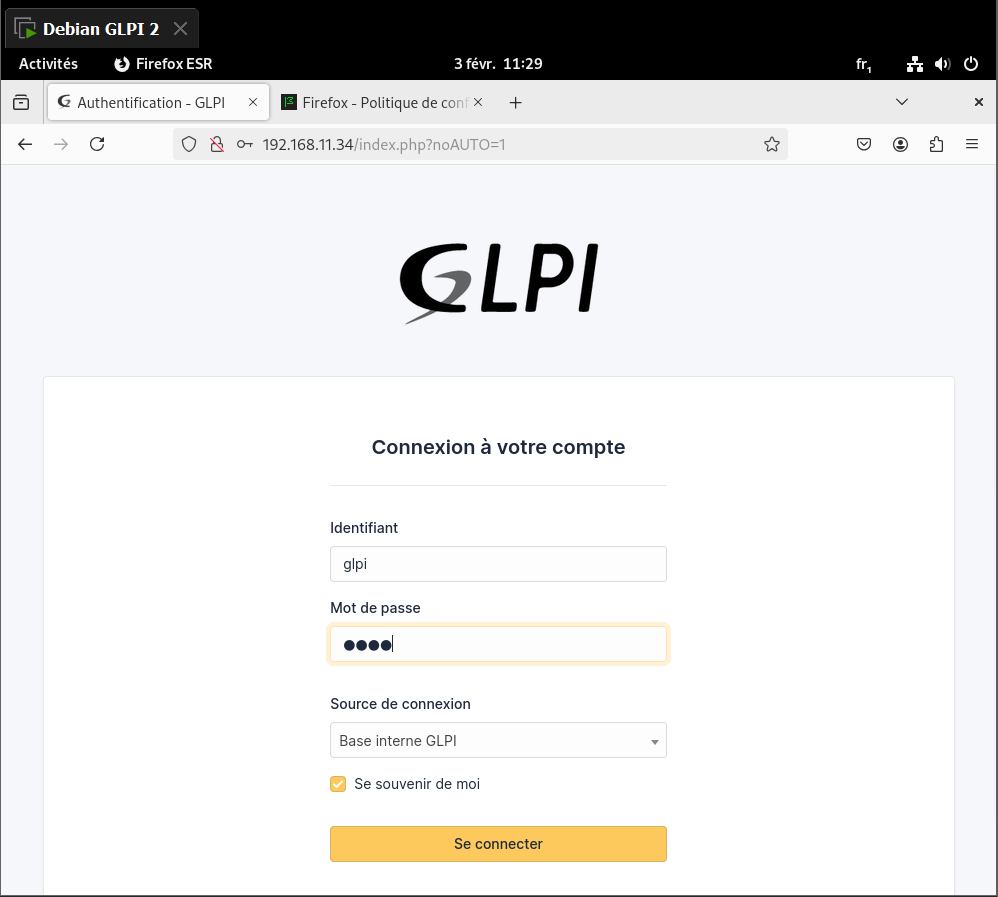 Debian GLPI 2
Activités Firefox ESR 3 févr. 11:29 fr1
Authentification - GLPI Firefox - Politique de conf
192.168.11.34/index.php?noAUTO=1
GLPI
Connexion à votre compte
Identifiant
glpi
Mot de passe
●●●●
Source de connexion
Base interne GLPI
Se souvenir de moi
Se connecter